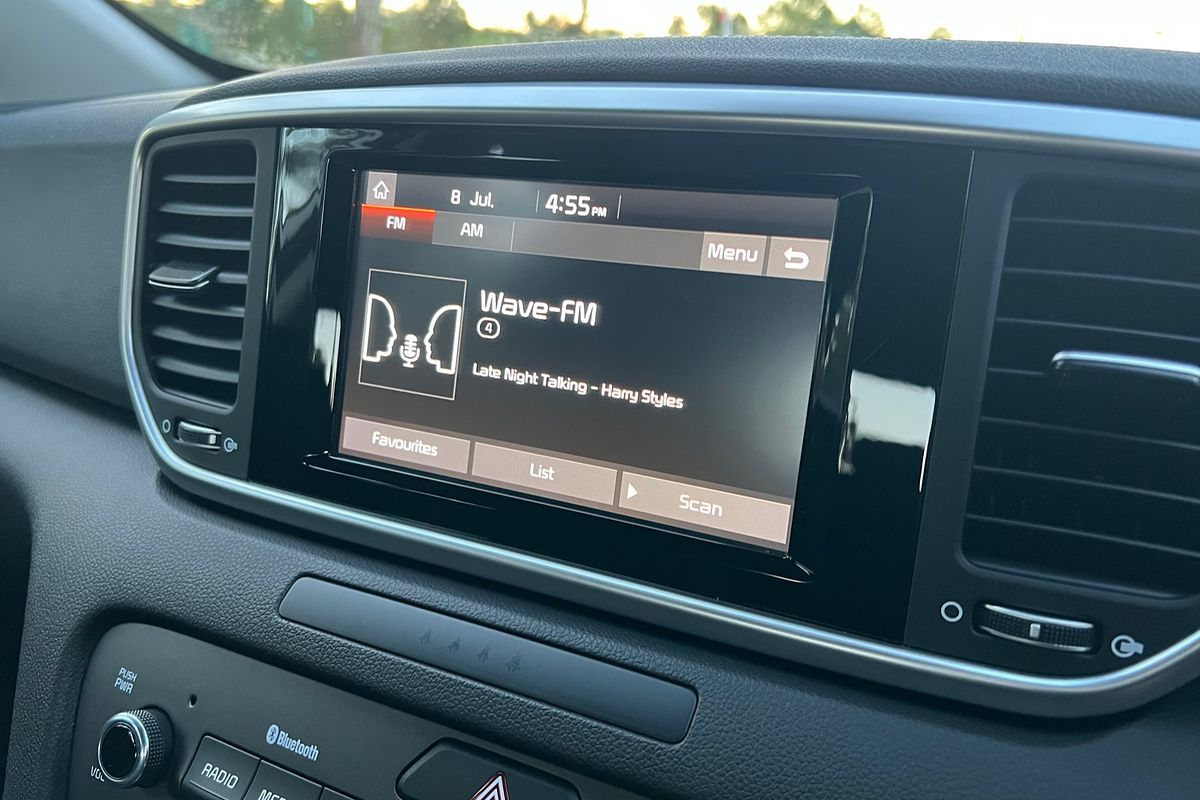 8 Jul. 4:55PM
FM AM Menu
Wave-FM
4
Late Night Talking - Harry Styles
Favourites List Scan
PUSH
PWR
Bluetooth
RADIO